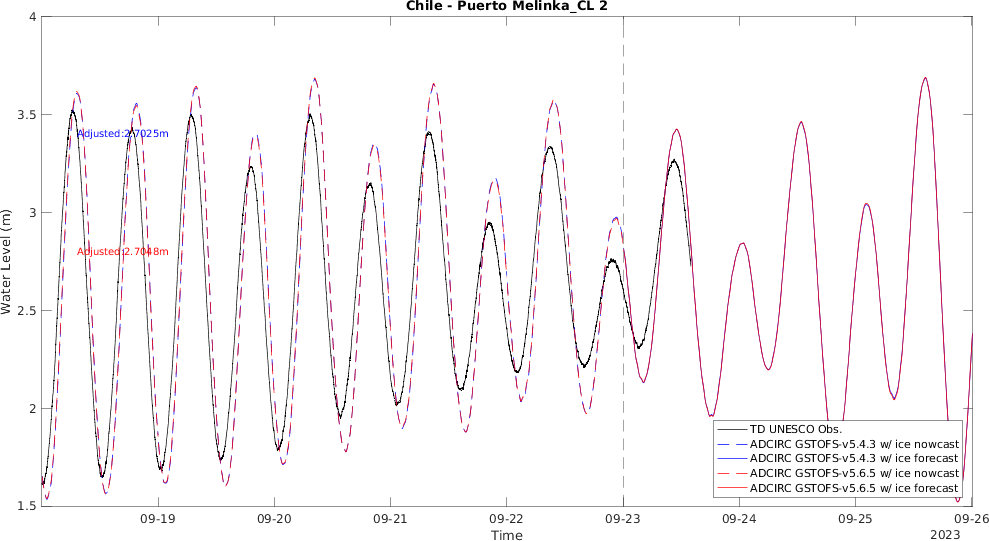 Chile - Puerto Melinka_CL 2
4
3.5
3
2.5
2
1.5
Water Level (m)
Adjusted:2.7025m
Adjusted:2.7048m
TD UNESCO Obs.
ADCIRC GSTOFS-v5.4.3 w/ ice nowcast
ADCIRC GSTOFS-v5.4.3 w/ ice forecast
ADCIRC GSTOFS-v5.6.5 w/ ice nowcast
ADCIRC GSTOFS-v5.6.5 w/ ice forecast
09-19 09-20 09-21 09-22 09-23 09-24 09-25 09-26
Time
2023